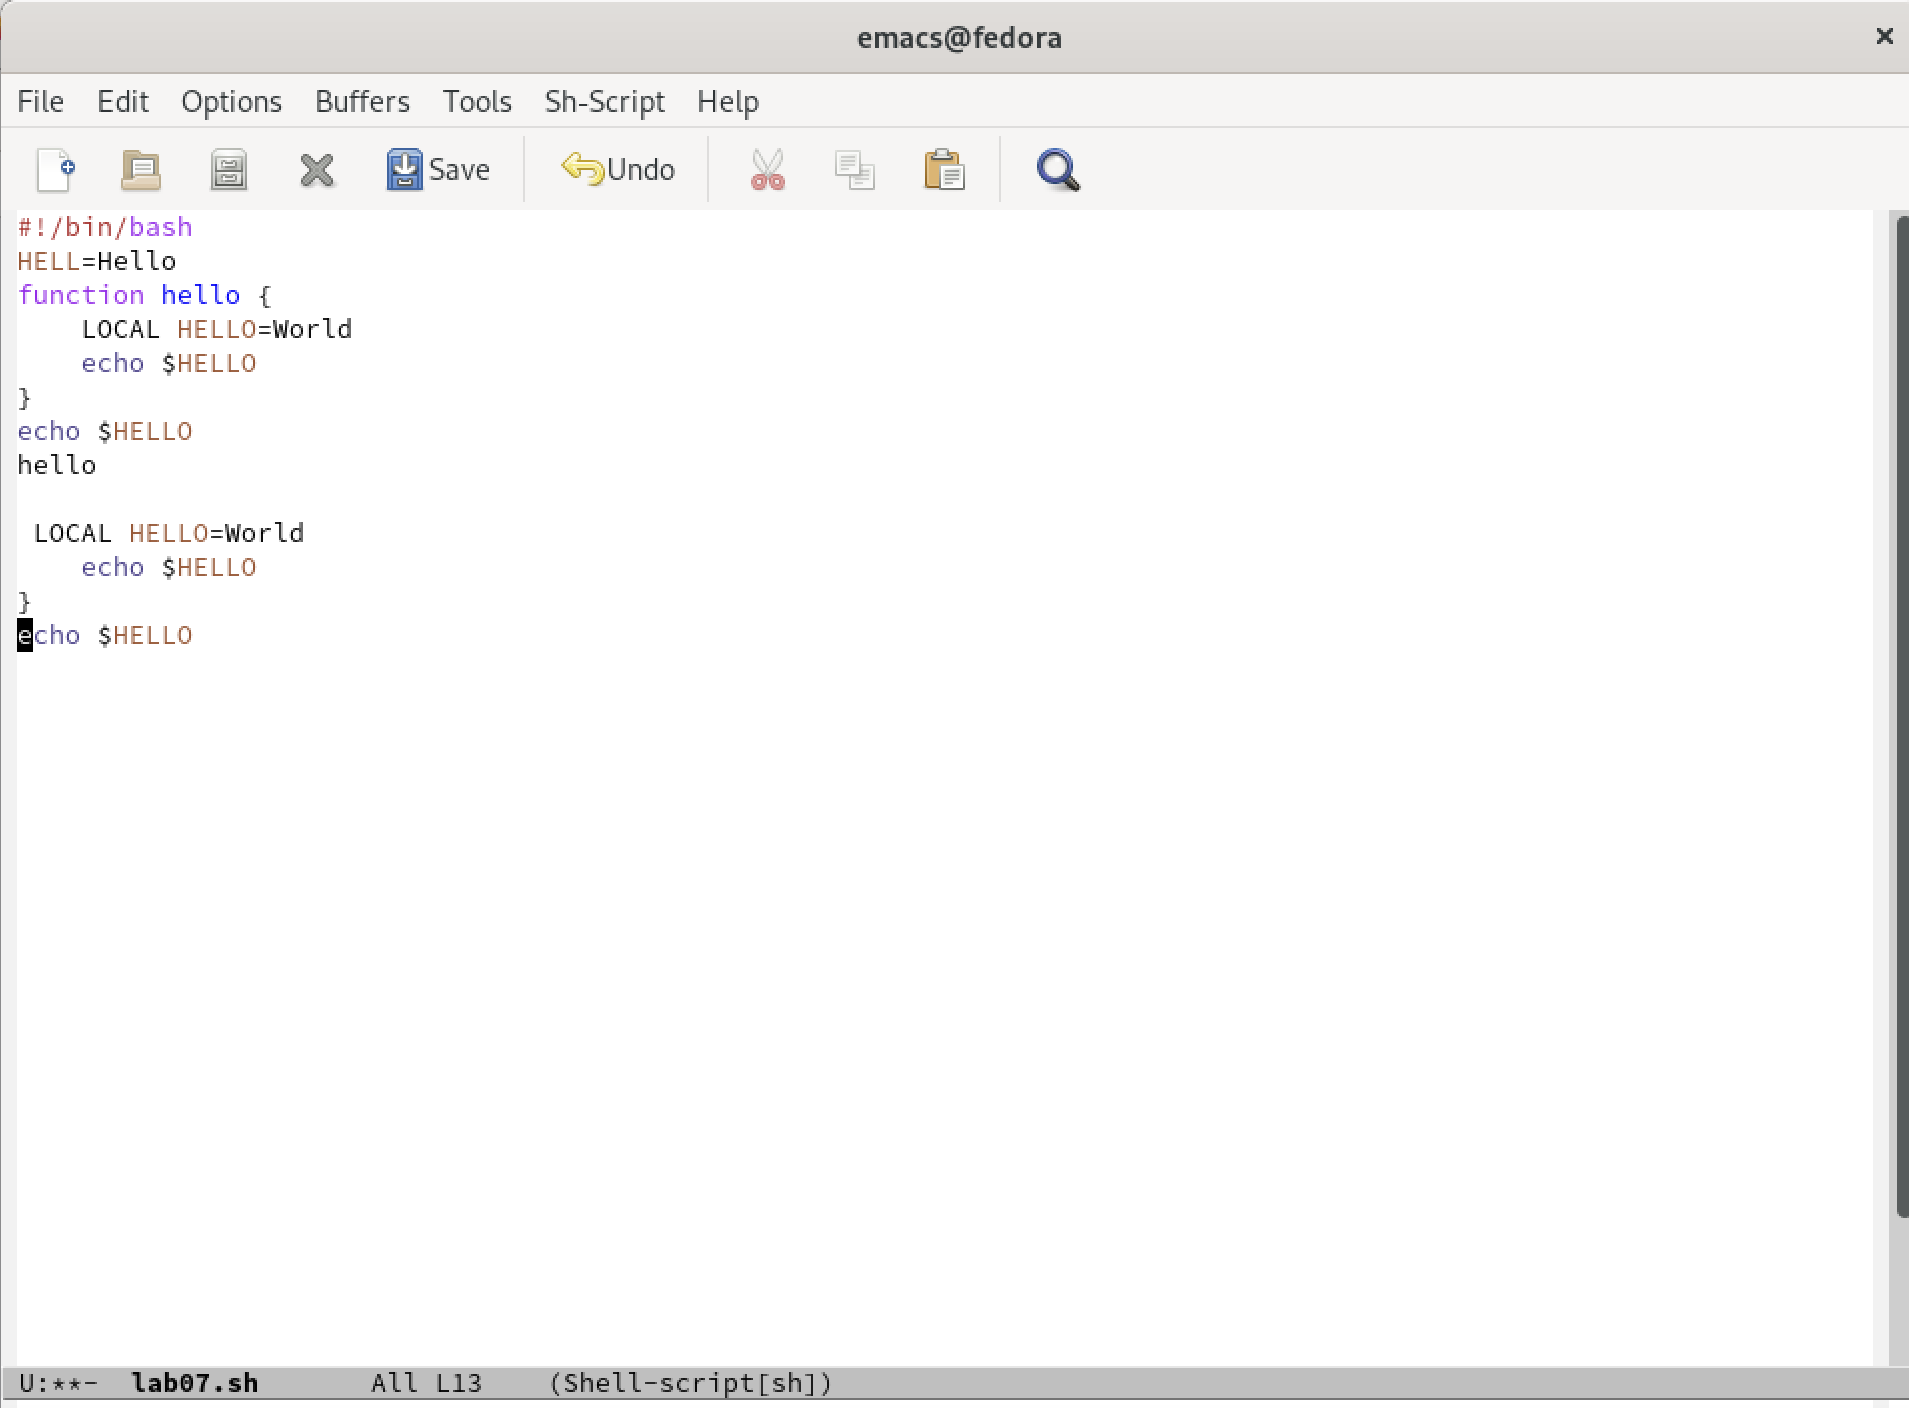 emacs@fedora
File Edit Options Buffers Tools Sh-Script Help
Save Undo
#!/bin/bash
HELL=Hello
function hello {
    LOCAL HELLO=World
    echo $HELLO
}
echo $HELLO
hello

 LOCAL HELLO=World
    echo $HELLO
}
echo $HELLO
U:**-  lab07.sh       All L13    (Shell-script[sh])